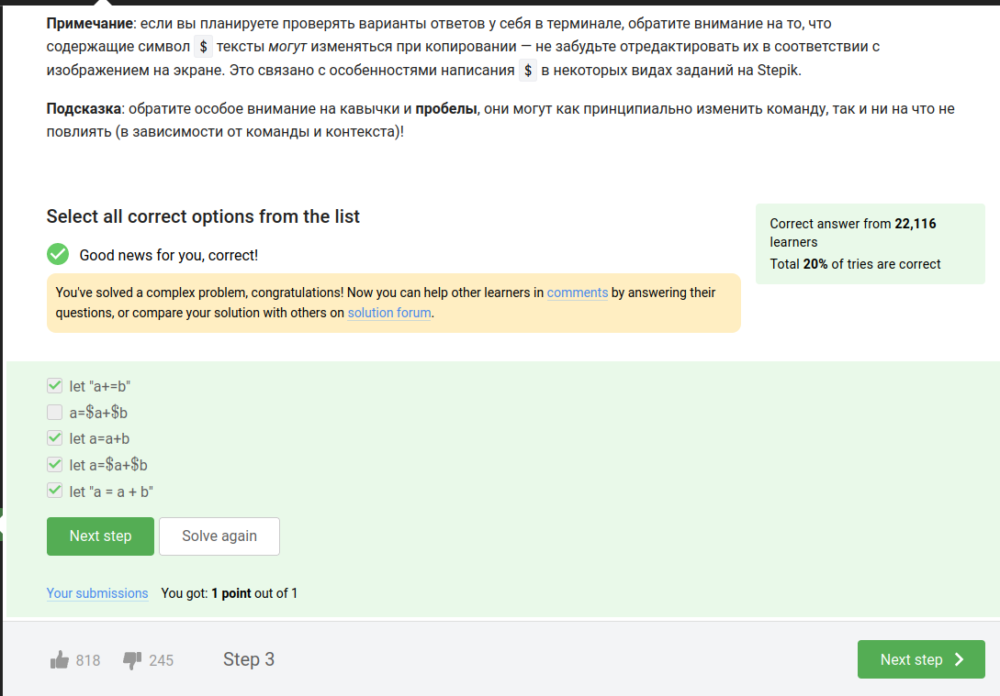 Примечание: если вы планируете проверять варианты ответов у себя в терминале, обратите внимание на то, что
содержащие символ $ тексты могут изменяться при копировании — не забудьте отредактировать их в соответствии с
изображением на экране. Это связано с особенностями написания $ в некоторых видах заданий на Stepik.
Подсказка: обратите особое внимание на кавычки и пробелы, они могут как принципиально изменить команду, так и ни на что не
повлиять (в зависимости от команды и контекста)!
Select all correct options from the list
Good news for you, correct!
You've solved a complex problem, congratulations! Now you can help other learners in comments by answering their
questions, or compare your solution with others on solution forum.
Correct answer from 22,116
learners
Total 20% of tries are correct
let "a+=b"
a=$a+$b
let a=a+b
let a=$a+$b
let "a = a + b"
Next step
Solve again
Your submissions You got: 1 point out of 1
818
245
Step 3
Next step